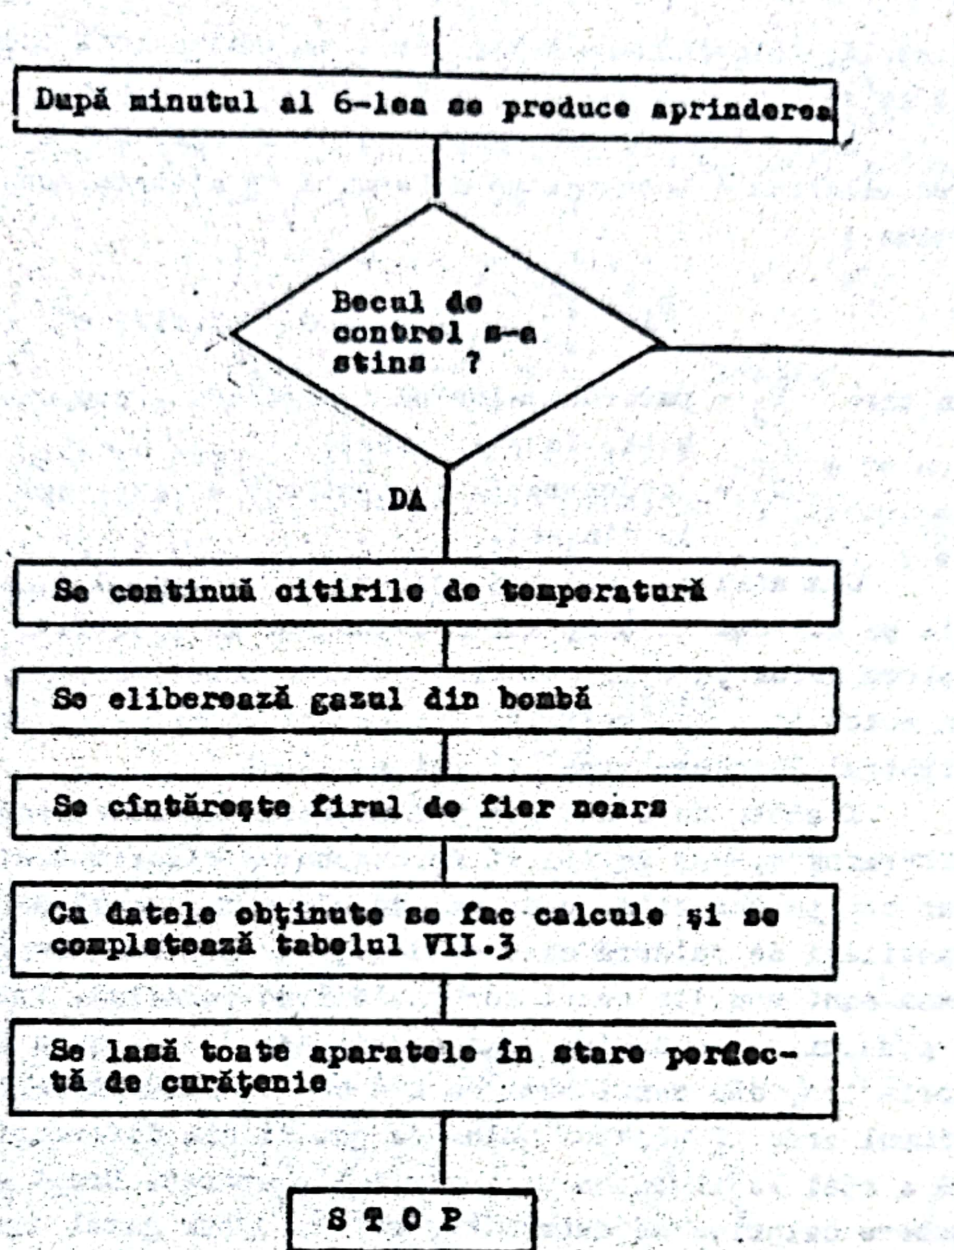 După minutul al 6-lea se produce aprinderea
Becul de
control s-a
stins ?
DA
Se continuă citirile de temperatură
Se eliberează gazul din bombă
Se cîntărește firul de fier nears
Cu datele obținute se fac calcule și se
completează tabelul VII.3
Se lasă toate aparatele în stare perfec-
tă de curățenie
S T O P